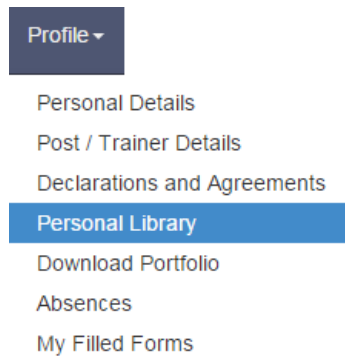 Profile
Personal Details
Post / Trainer Details
Declarations and Agreements
Personal Library
Download Portfolio
Absences
My Filled Forms